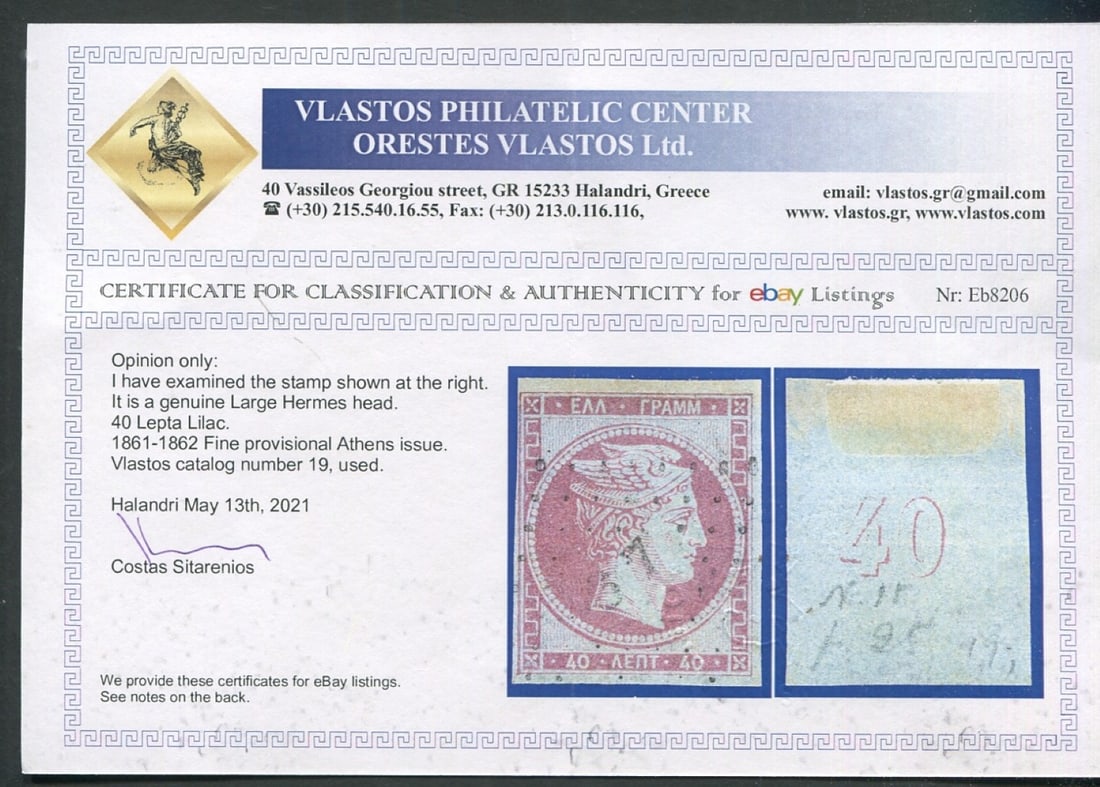 VLASTOS PHILATELIC CENTER
ORESTES VLASTOS Ltd.
40 Vassileos Georgiou street, GR 15233 Halandri, Greece
☎ (+30) 215.540.16.55, Fax: (+30) 213.0.116.116,
email: vlastos.gr@gmail.com
www. vlastos.gr, www.vlastos.com
CERTIFICATE FOR CLASSIFICATION & AUTHENTICITY for ebay Listings Nr: Eb8206
Opinion only:
I have examined the stamp shown at the right.
It is a genuine Large Hermes head.
40 Lepta Lilac.
1861-1862 Fine provisional Athens issue.
Vlastos catalog number 19, used.
Halandri May 13th, 2021
Costas Sitarenios
We provide these certificates for eBay listings.
See notes on the back.
ΕΛΛ · ΓΡΑΜΜ
40 · ΛΕΠΤ · 40
40